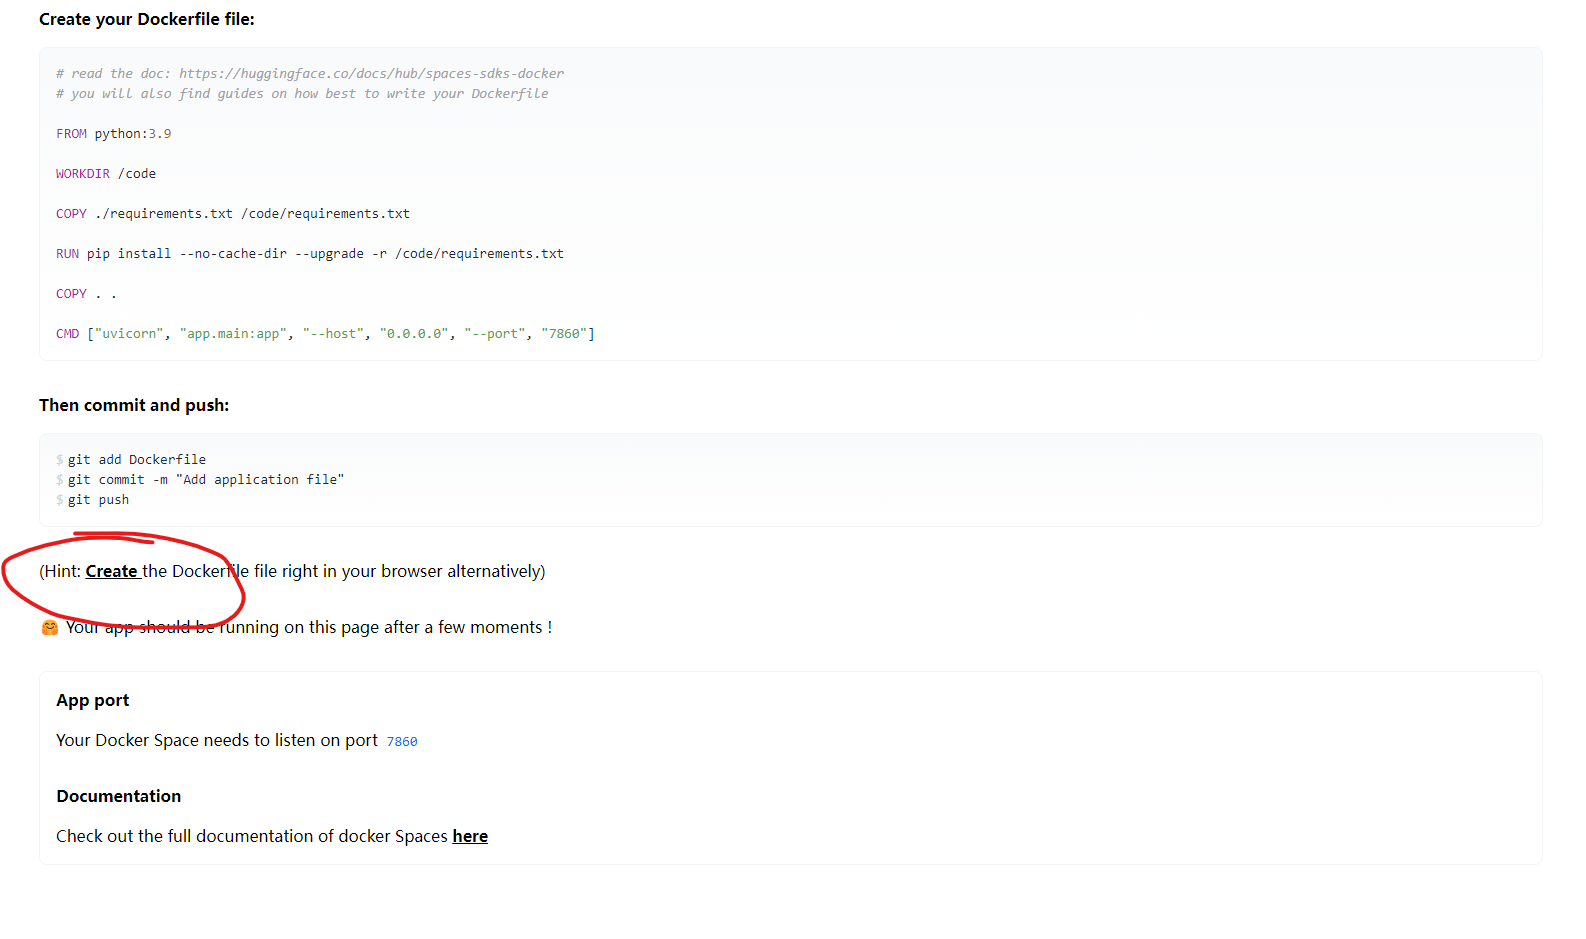 Create your Dockerfile file:
# read the doc: https://huggingface.co/docs/hub/spaces-sdks-docker
# you will also find guides on how best to write your Dockerfile
FROM python:3.9
WORKDIR /code
COPY ./requirements.txt /code/requirements.txt
RUN pip install --no-cache-dir --upgrade -r /code/requirements.txt
COPY . .
CMD ["uvicorn", "app.main:app", "--host", "0.0.0.0", "--port", "7860"]
Then commit and push:
$ git add Dockerfile
$ git commit -m "Add application file"
$ git push
(Hint: Create the Dockerfile file right in your browser alternatively)
🤗 Your app should be running on this page after a few moments !
App port
Your Docker Space needs to listen on port 7860
Documentation
Check out the full documentation of docker Spaces here